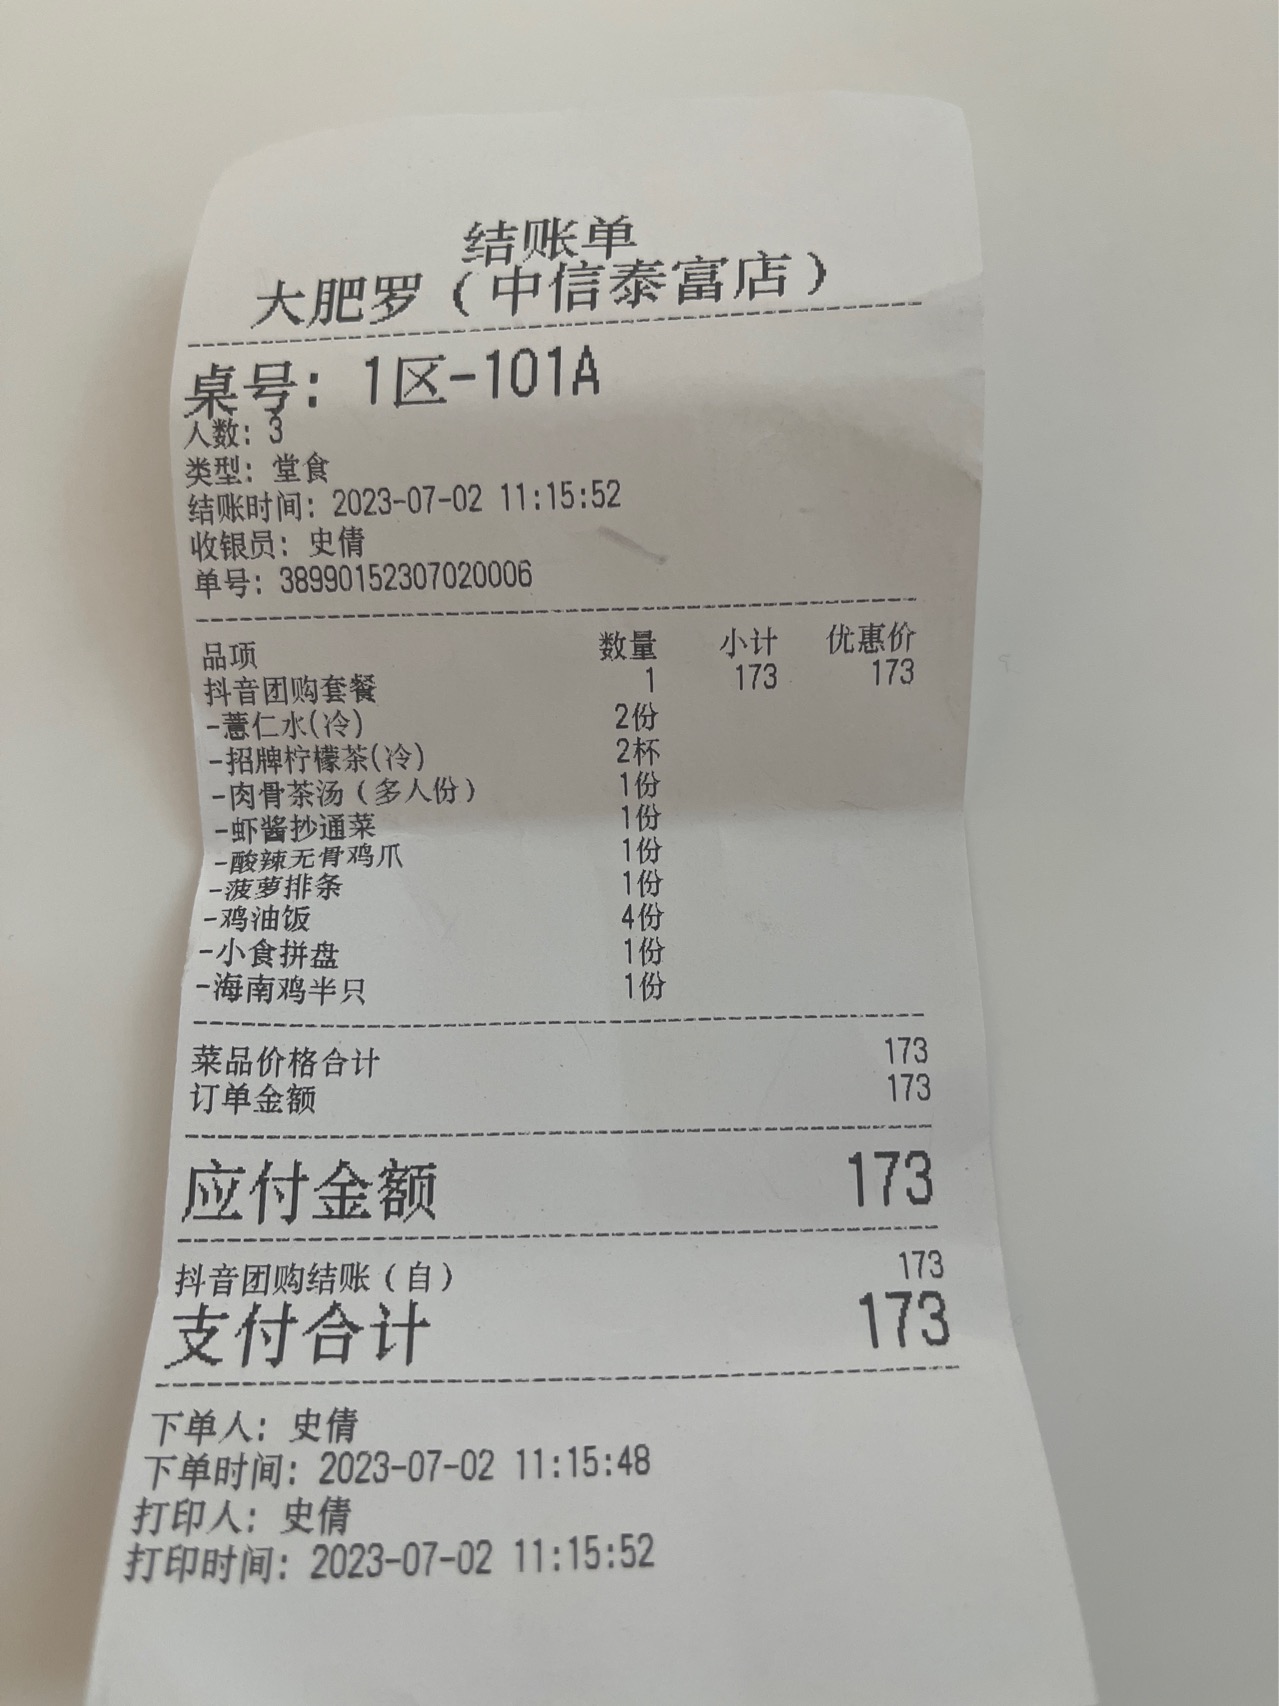 结账单
大肥罗（中信泰富店）
桌号：1区-101A
人数：3
类型：堂食
结账时间：2023-07-02 11:15:52
收银员：史倩
单号：38990152307020006
品项 数量 小计 优惠价
抖音团购套餐 1 173 173
-薏仁水(冷) 2份
-招牌柠檬茶(冷) 2杯
-肉骨茶汤（多人份） 1份
-虾酱抄通菜 1份
-酸辣无骨鸡爪 1份
-菠萝排条 1份
-鸡油饭 4份
-小食拼盘 1份
-海南鸡半只 1份
菜品价格合计 173
订单金额 173
应付金额 173
抖音团购结账（自） 173
支付合计 173
下单人：史倩
下单时间：2023-07-02 11:15:48
打印人：史倩
打印时间：2023-07-02 11:15:52